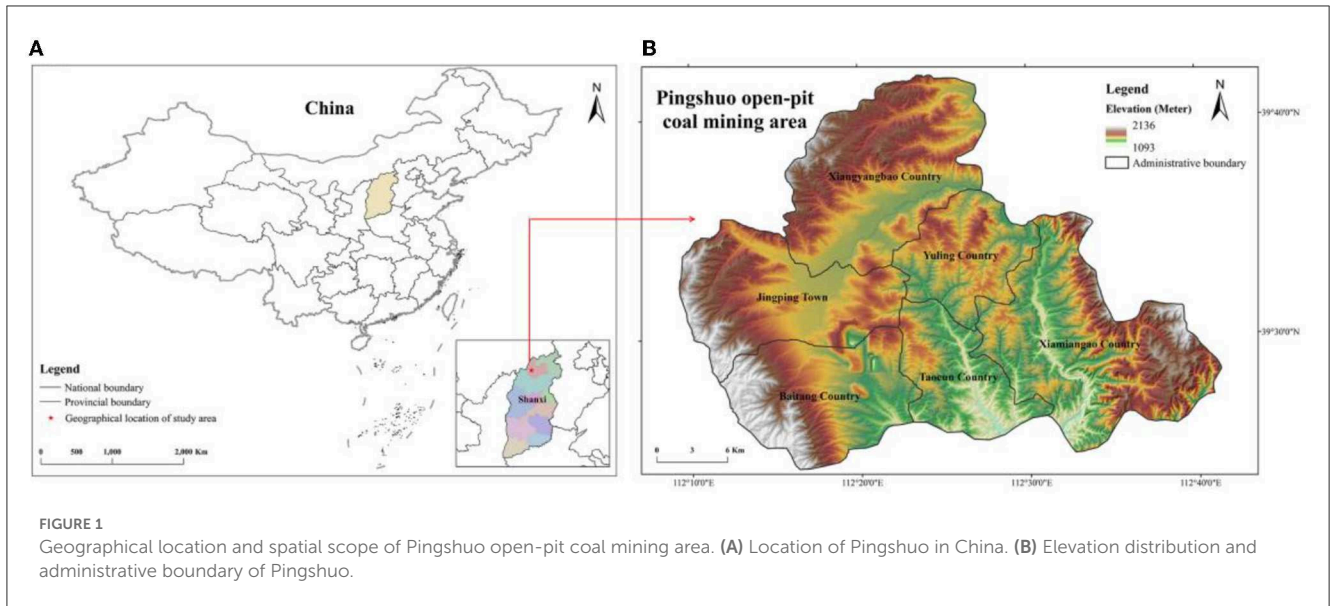 A
China
N
Legend
National boundary
Provincial boundary
Geographical location of study area
0 500 1,000 2,000 Km
Shanxi
B
Pingshuo open-pit
coal mining area
Legend
Elevation (Meter)
2136
1093
Administrative boundary
N
39°40'0"N
39°30'0"N
Xiangyangbao Country
Yuling Country
Jingping Town
Xiamiangao Country
Taocun Country
Baitang Country
0 3 6 Km
112°10'0"E 112°20'0"E 112°30'0"E 112°40'0"E
FIGURE 1
Geographical location and spatial scope of Pingshuo open-pit coal mining area. (A) Location of Pingshuo in China. (B) Elevation distribution and
administrative boundary of Pingshuo.